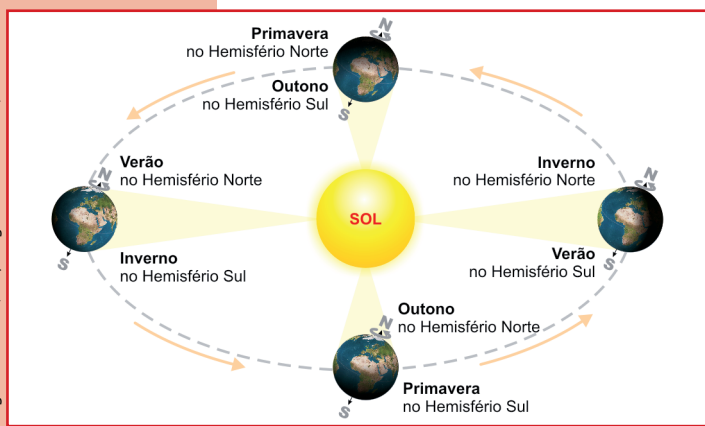 Primavera
no Hemisfério Norte
Outono
no Hemisfério Sul
N
S
Verão
no Hemisfério Norte
Inverno
no Hemisfério Sul
N
S
SOL
Inverno
no Hemisfério Norte
Verão
no Hemisfério Sul
N
S
Outono
no Hemisfério Norte
Primavera
no Hemisfério Sul
N
S